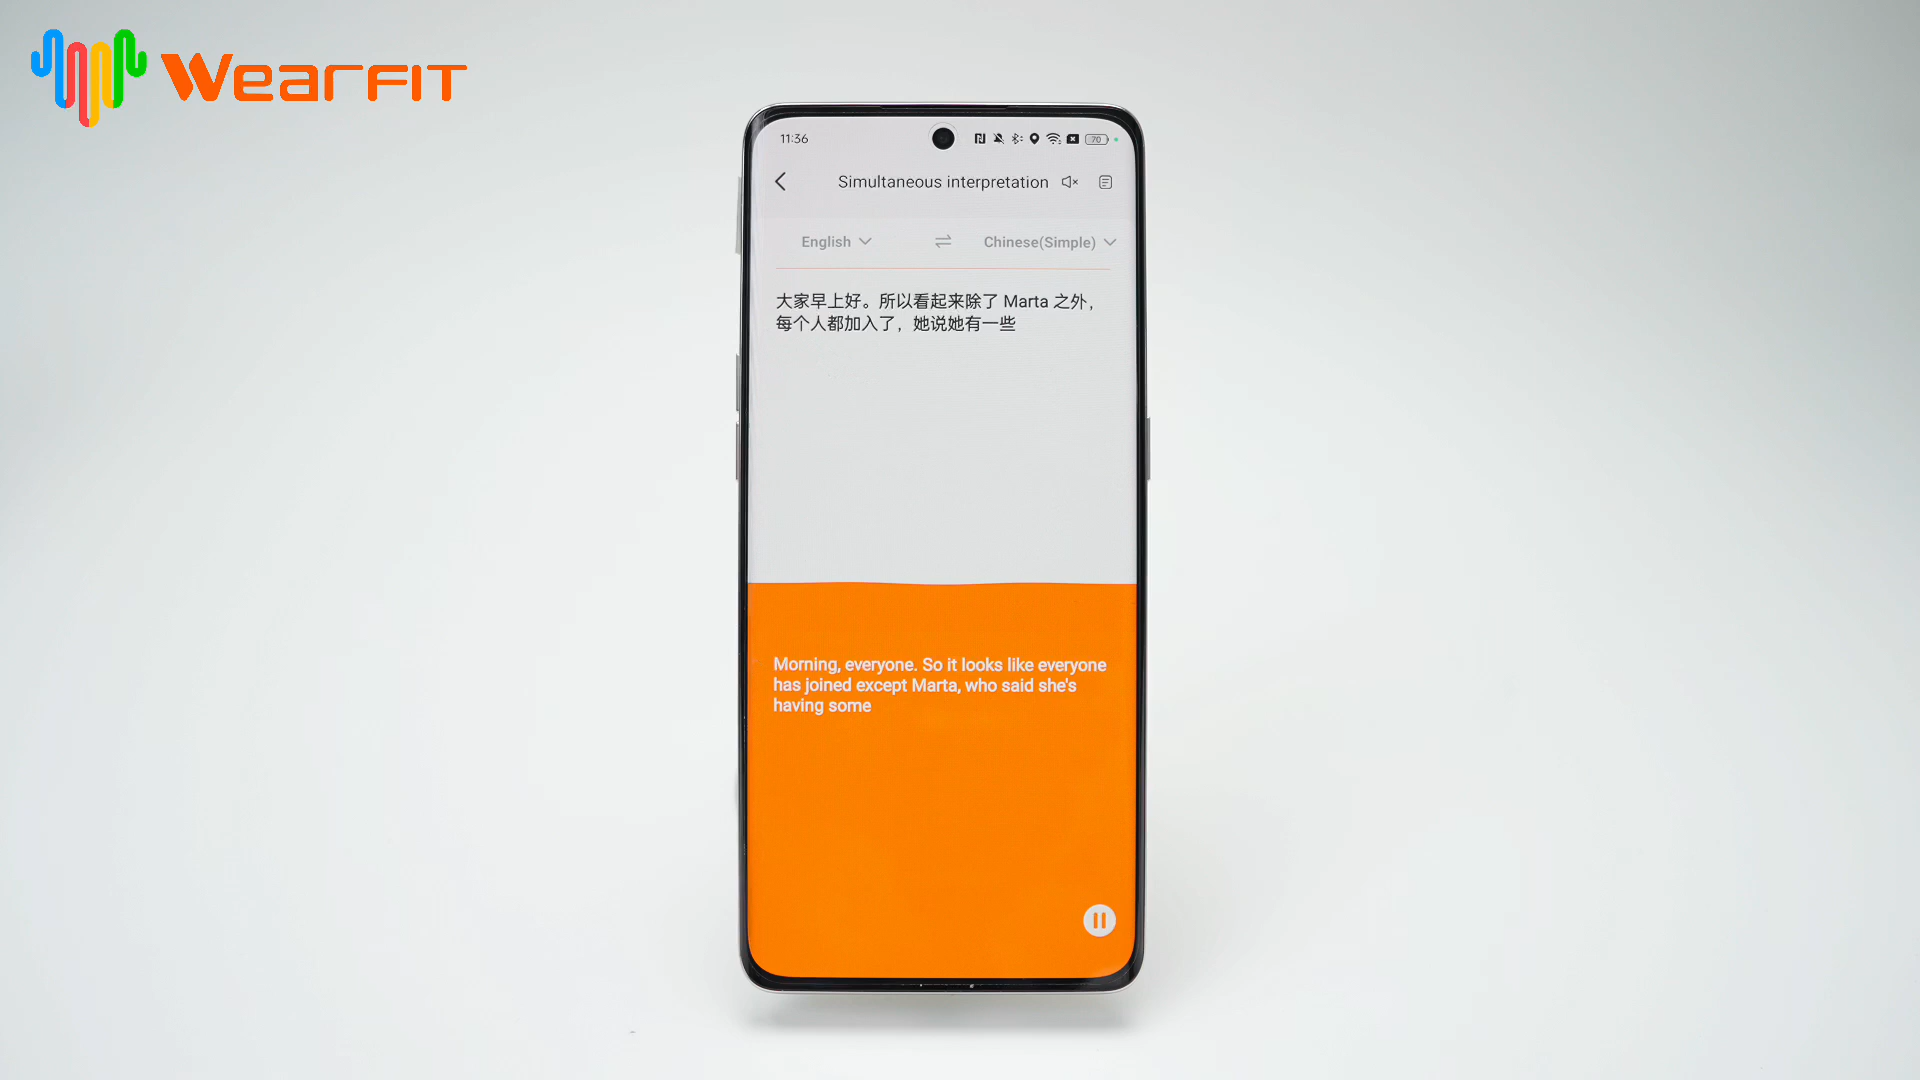 WearFIT
11:36
70
Simultaneous interpretation
English
Chinese(Simple)
大家早上好。所以看起来除了 Marta 之外，
每个人都加入了，她说她有一些
Morning, everyone. So it looks like everyone
has joined except Marta, who said she's
having some